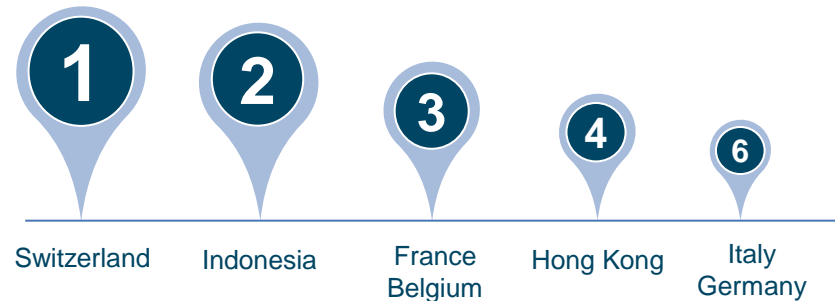 1 2 3 4 6
Switzerland Indonesia France Hong Kong Italy
Belgium Germany